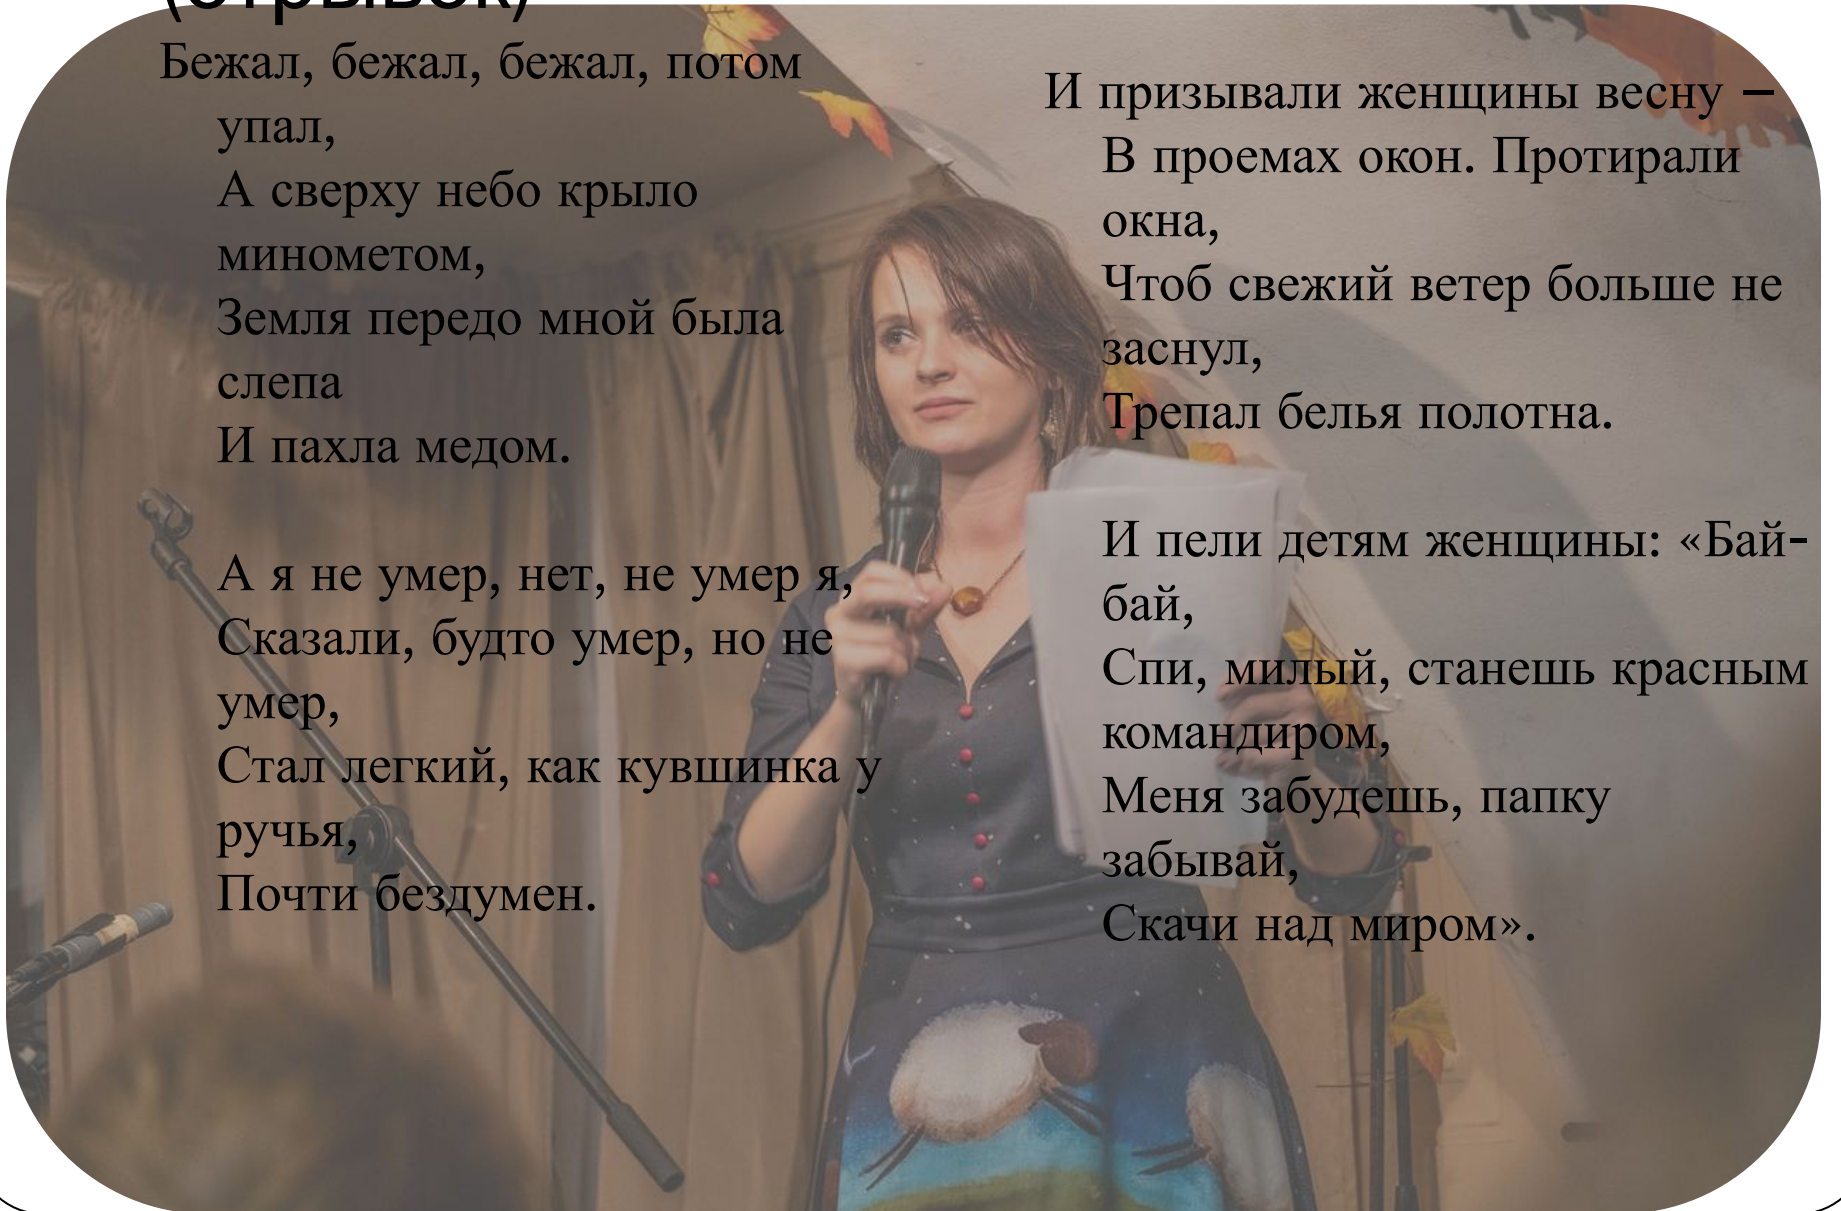 (отрывок)
Бежал, бежал, бежал, потом
упал,
А сверху небо крыло
минометом,
Земля передо мной была
слепа
И пахла медом.
А я не умер, нет, не умер я,
Сказали, будто умер, но не
умер,
Стал легкий, как кувшинка у
ручья,
Почти бездумен.
И призывали женщины весну –
В проемах окон. Протирали
окна,
Чтоб свежий ветер больше не
заснул,
Трепал белья полотна.
И пели детям женщины: «Бай-
бай,
Спи, милый, станешь красным
командиром,
Меня забудешь, папку
забывай,
Скачи над миром».